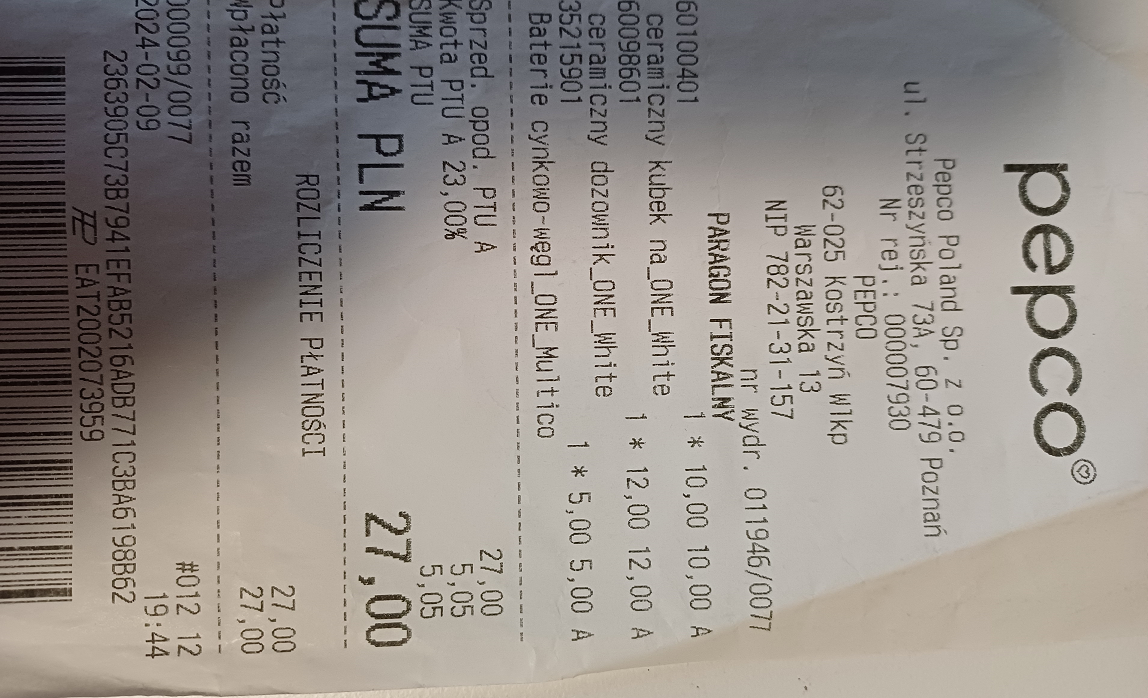 pepco
Pepco Poland Sp. z o.o.
ul. Strzeszyńska 73A, 60-479 Poznań
Nr rej.: 000007930
PEPCO
62-025 Kostrzyń wlkp
Warszawska 13
NIP 782-21-31-157
nr wydr. 011946/0077
PARAGON FISKALNY
60100401
1 * 10,00 10,00 A
ceramiczny kubek na_ONE_White
60098601
1 * 12,00 12,00 A
ceramiczny dozownik_ONE_White
35215901
1 * 5,00 5,00 A
Baterie cynkowo-węgl_ONE_Multico
Sprzed. opod. PTU A 27,00
Kwota PTU A 23,00% 5,05
SUMA PTU 5,05
SUMA PLN 27,00
ROZLICZENIE PŁATNOŚCI
Płatność 27,00
Wpłacono razem 27,00
000099/0077 #012 12
2024-02-09 19:44
2363905C73B7941EFAB5216ADB771C3BA6198B62
EAT2002073959